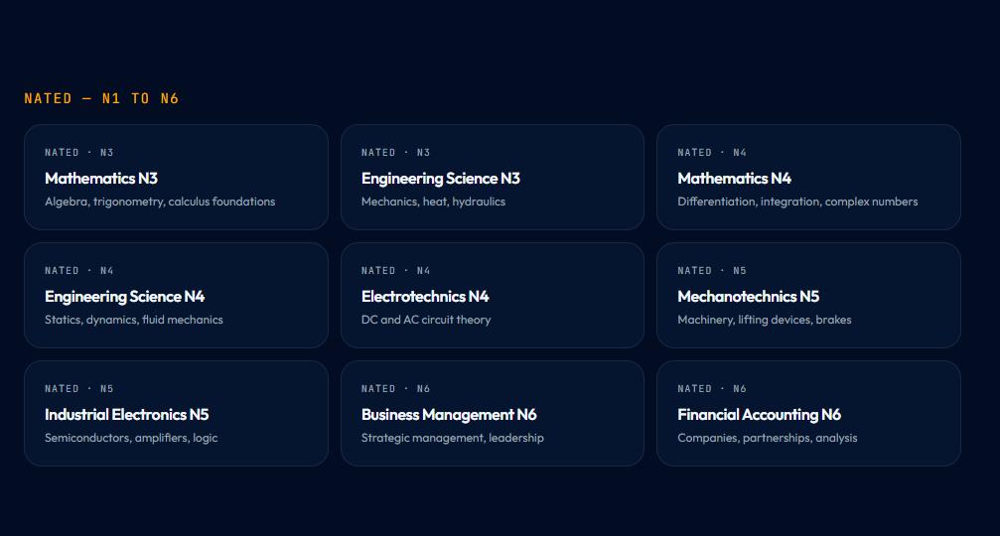 NATED — N1 TO N6
NATED · N3
Mathematics N3
Algebra, trigonometry, calculus foundations
NATED · N3
Engineering Science N3
Mechanics, heat, hydraulics
NATED · N4
Mathematics N4
Differentiation, integration, complex numbers
NATED · N4
Engineering Science N4
Statics, dynamics, fluid mechanics
NATED · N4
Electrotechnics N4
DC and AC circuit theory
NATED · N5
Mechanotechnics N5
Machinery, lifting devices, brakes
NATED · N5
Industrial Electronics N5
Semiconductors, amplifiers, logic
NATED · N6
Business Management N6
Strategic management, leadership
NATED · N6
Financial Accounting N6
Companies, partnerships, analysis